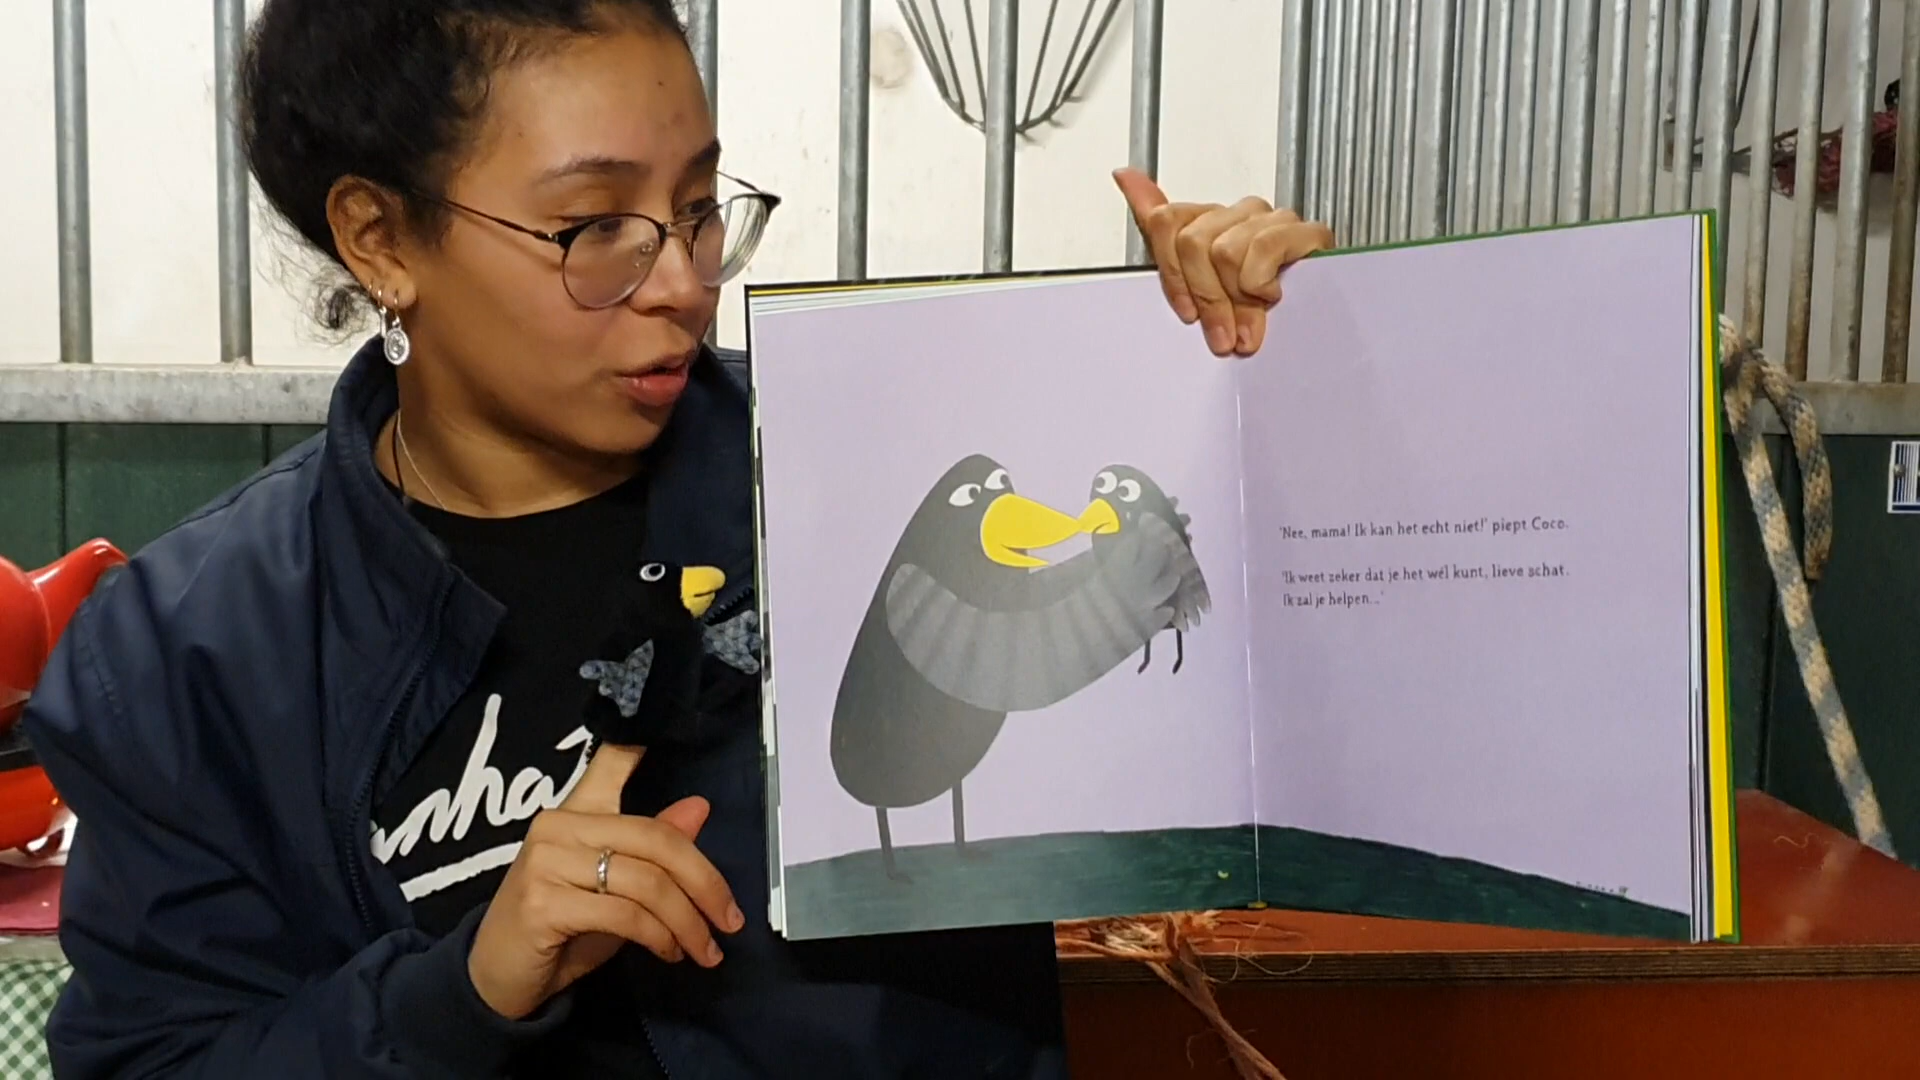 'Nee, mama! Ik kan het echt niet!' piept Coco.
'Ik weet zeker dat je het wél kunt, lieve schat.
Ik zal je helpen...'